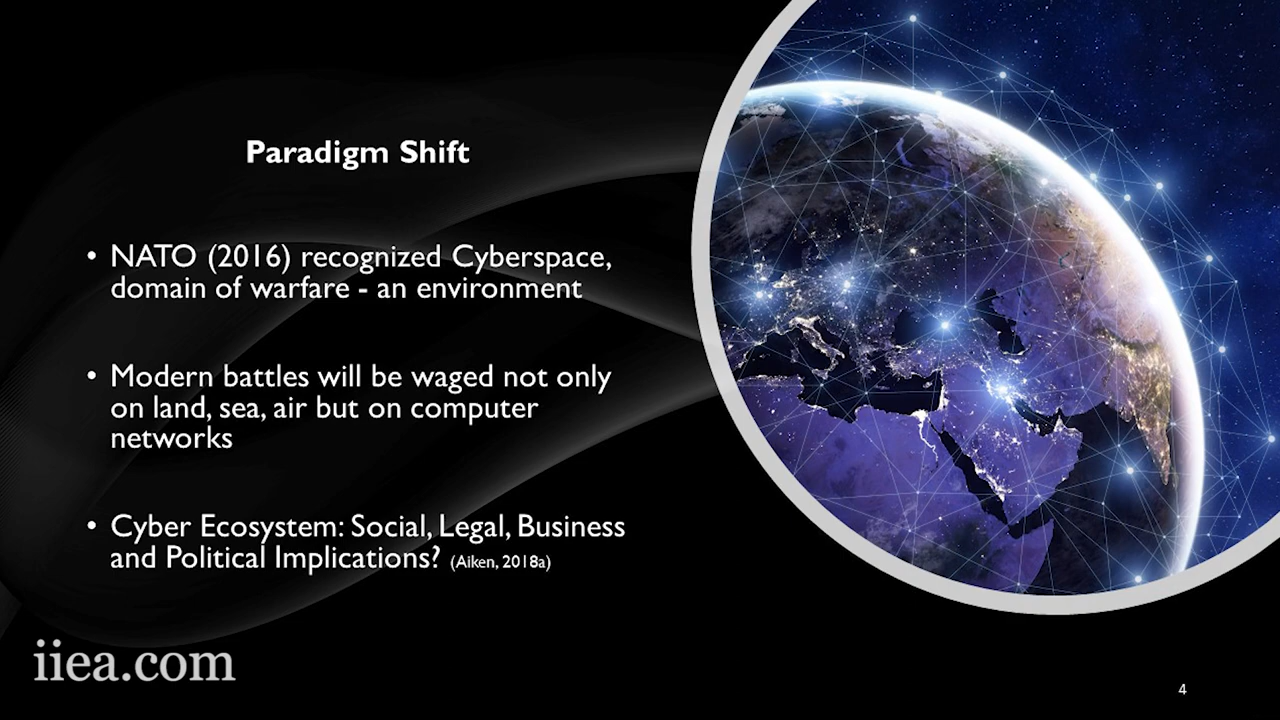 Paradigm Shift
• NATO (2016) recognized Cyberspace,
domain of warfare - an environment
• Modern battles will be waged not only
on land, sea, air but on computer
networks
• Cyber Ecosystem: Social, Legal, Business
and Political Implications? (Aiken, 2018a)
iiea.com
4